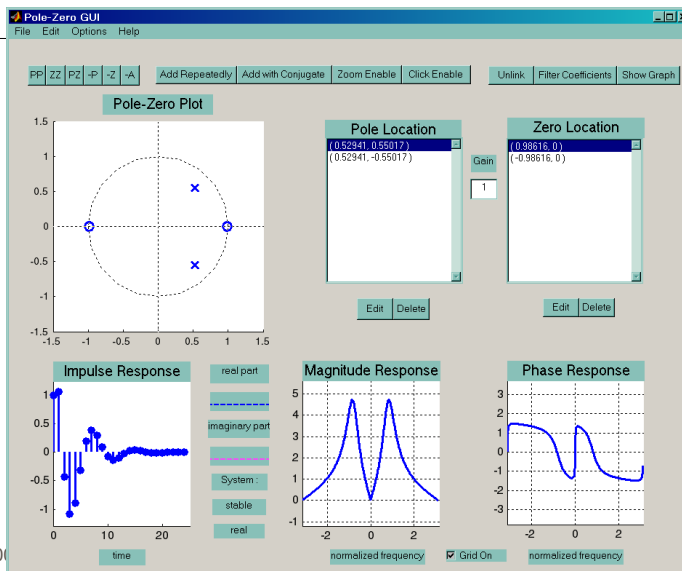 Pole-Zero GUI
File Edit Options Help
PP ZZ PZ -P -Z -A Add Repeatedly Add with Conjugate Zoom Enable Click Enable Unlink Filter Coefficients Show Graph
Pole-Zero Plot
1.5
1
0.5
0
-0.5
-1
-1.5
-1.5 -1 -0.5 0 0.5 1 1.5
Pole Location
( 0.52941, 0.55017 )
( 0.52941, -0.55017 )
Edit Delete
Gain
1
Zero Location
( 0.98616, 0 )
( -0.98616, 0 )
Edit Delete
Impulse Response
1
0.5
0
-0.5
-1
0 10 20
time
real part
imaginary part
System :
stable
real
Magnitude Response
5
4
3
2
1
0
-1
-2 0 2
normalized frequency
Grid On
Phase Response
3
2
1
0
-1
-2
-3
-2 0 2
normalized frequency